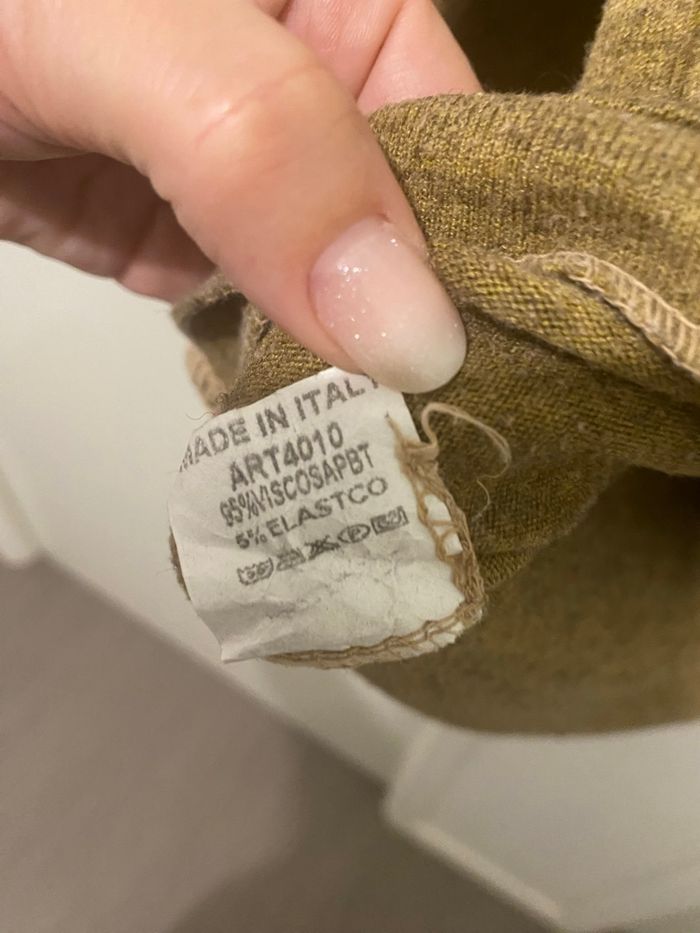 MADE IN ITALY
ART4010
95%VISCOSAPBT
5% ELASTCO